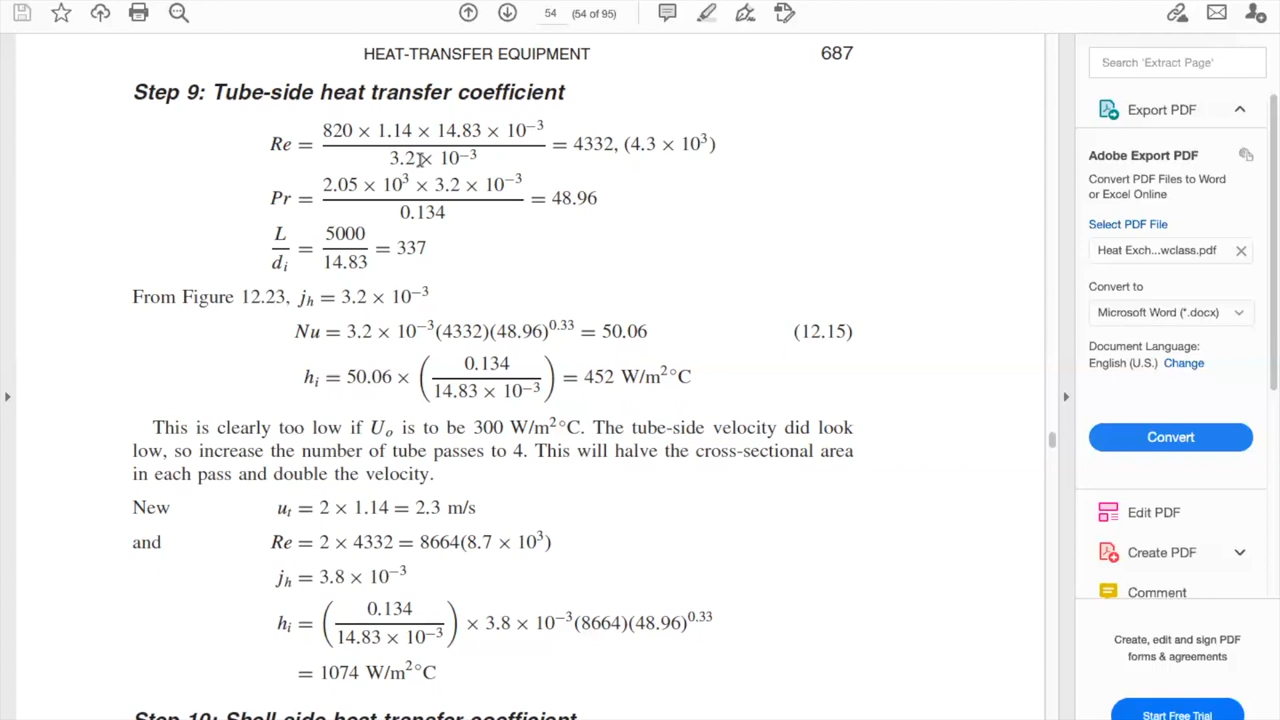 54 (54 of 95)
HEAT-TRANSFER EQUIPMENT 687
Step 9: Tube-side heat transfer coefficient
Re = (820 × 1.14 × 14.83 × 10⁻³)/(3.2 × 10⁻³) = 4332, (4.3 × 10³)
Pr = (2.05 × 10³ × 3.2 × 10⁻³)/0.134 = 48.96
L/dᵢ = 5000/14.83 = 337
From Figure 12.23, jₕ = 3.2 × 10⁻³
Nu = 3.2 × 10⁻³(4332)(48.96)^0.33 = 50.06 (12.15)
hᵢ = 50.06 × (0.134/(14.83 × 10⁻³)) = 452 W/m²°C
This is clearly too low if Uₒ is to be 300 W/m²°C. The tube-side velocity did look
low, so increase the number of tube passes to 4. This will halve the cross-sectional area
in each pass and double the velocity.
New uₜ = 2 × 1.14 = 2.3 m/s
and Re = 2 × 4332 = 8664(8.7 × 10³)
jₕ = 3.8 × 10⁻³
hᵢ = (0.134/(14.83 × 10⁻³)) × 3.8 × 10⁻³(8664)(48.96)^0.33
= 1074 W/m²°C
Step 10: Shell-side heat transfer coefficient
Search 'Extract Page'
Export PDF
Adobe Export PDF
Convert PDF Files to Word
or Excel Online
Select PDF File
Heat Exch...wclass.pdf
Convert to
Microsoft Word (*.docx)
Document Language:
English (U.S.) Change
Convert
Edit PDF
Create PDF
Comment
Create, edit and sign PDF
forms & agreements
Start Free Trial